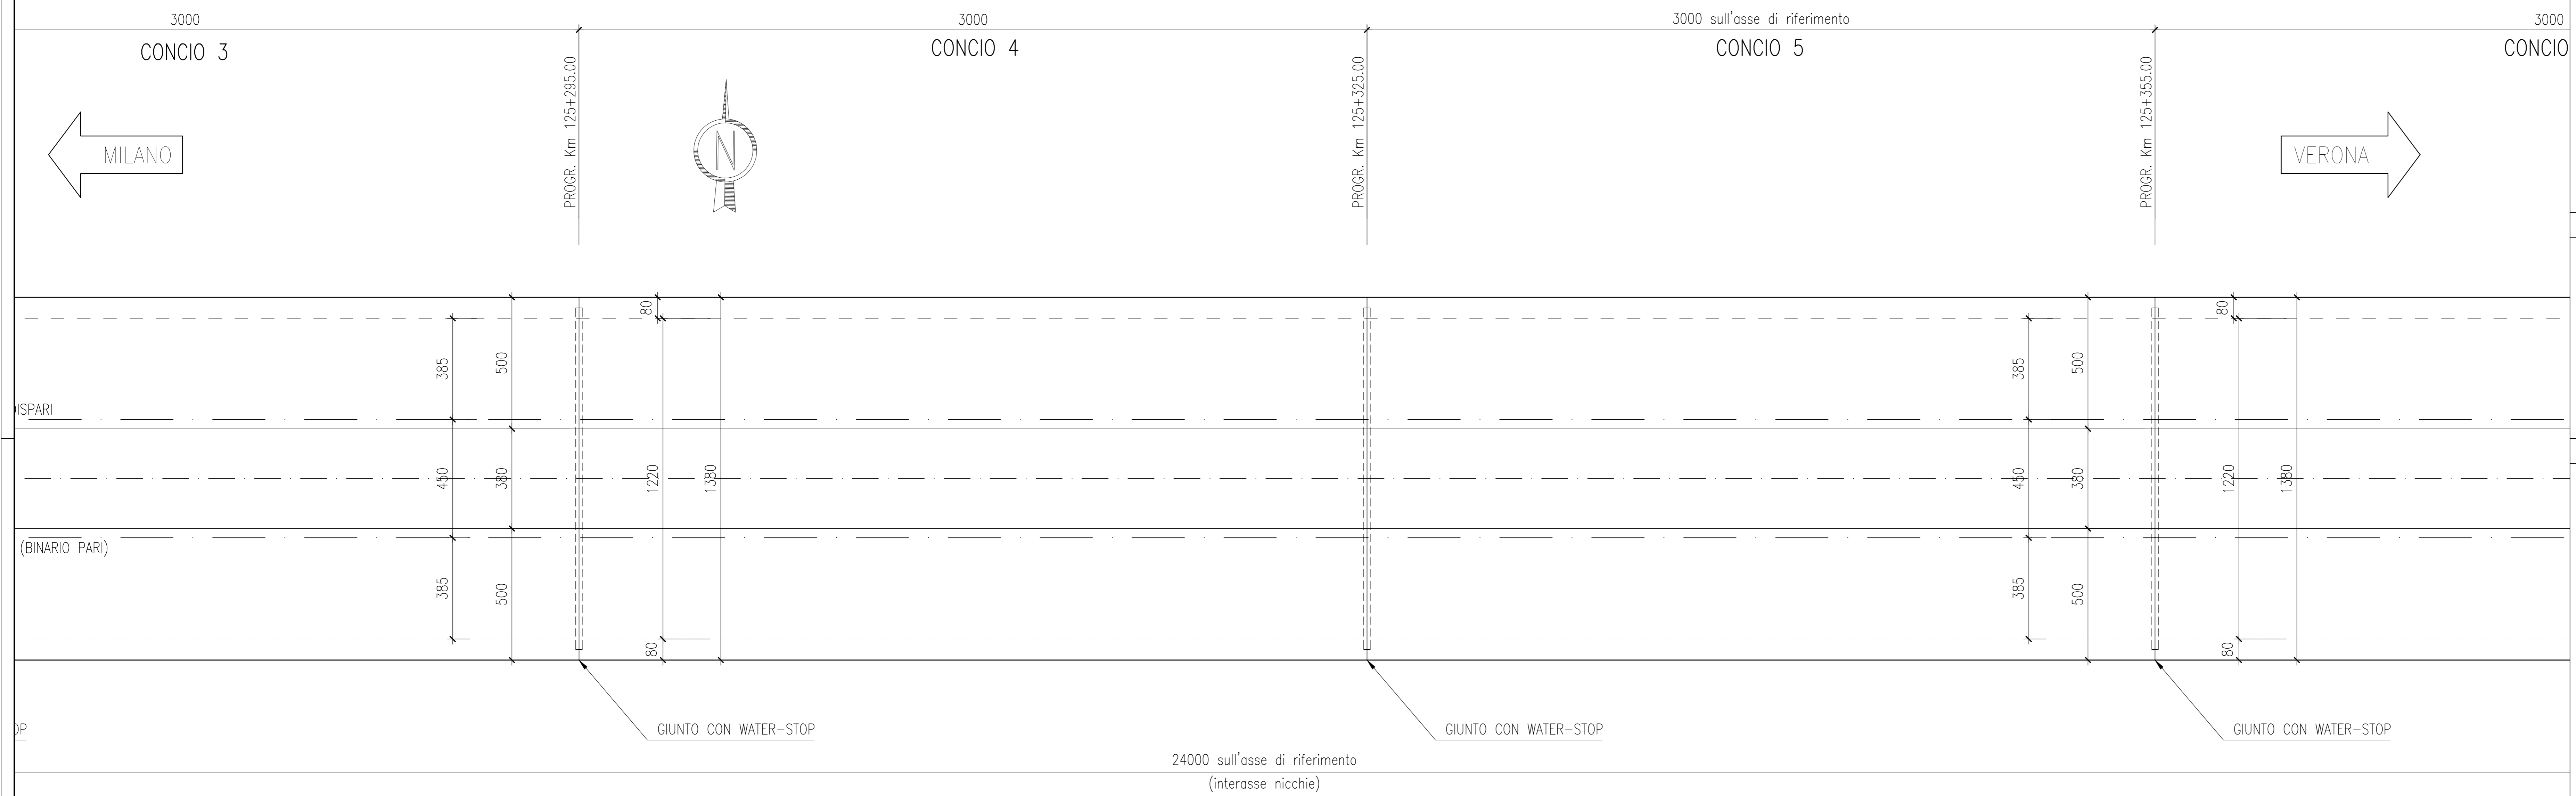 3000
3000
3000 sull'asse di riferimento
3000
CONCIO 3
CONCIO 4
CONCIO 5
CONCIO
PROGR. Km 125+295.00
PROGR. Km 125+325.00
PROGR. Km 125+355.00
MILANO
N
VERONA
80
80
385
500
385
500
ISPARI
450
380
1220
1380
450
380
1220
1380
(BINARIO PARI)
385
500
385
500
80
80
OP
GIUNTO CON WATER-STOP
GIUNTO CON WATER-STOP
GIUNTO CON WATER-STOP
24000 sull'asse di riferimento
(interasse nicchie)